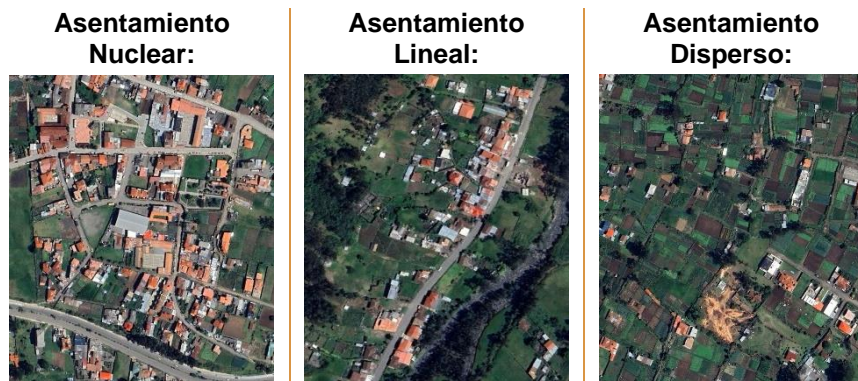 Asentamiento
Nuclear:
Asentamiento
Lineal:
Asentamiento
Disperso: